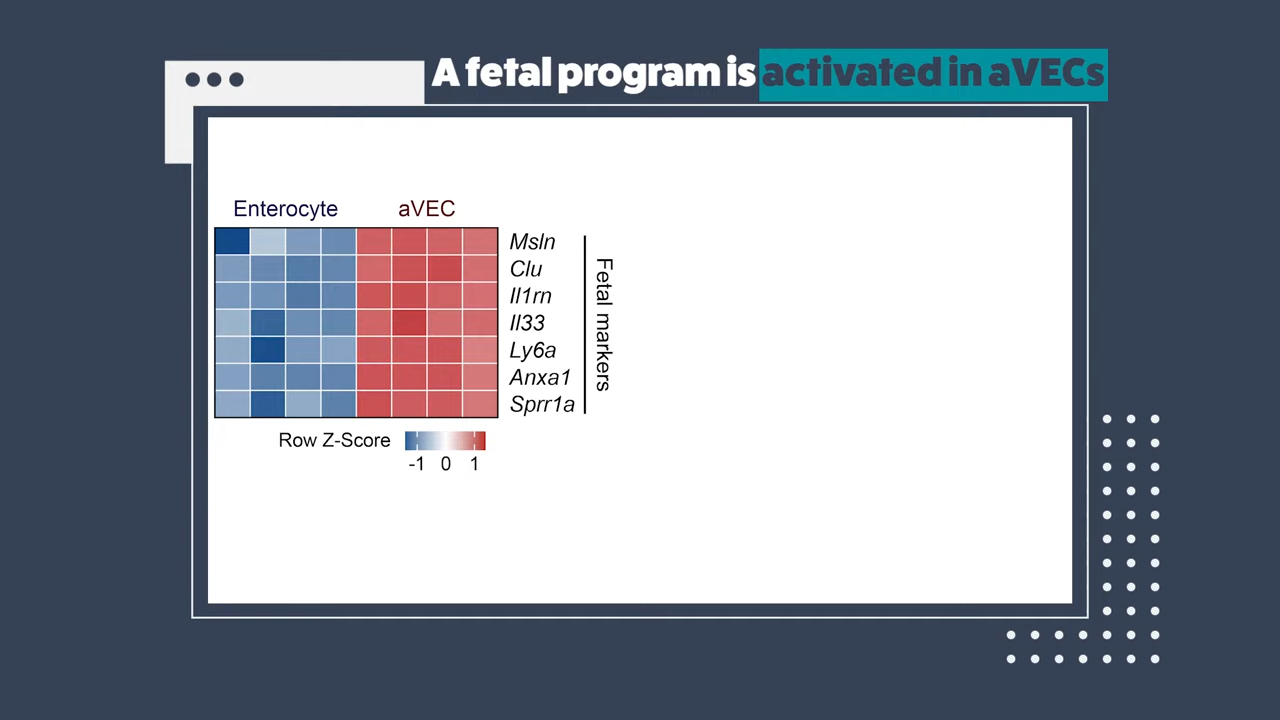 A fetal program is activated in aVECs
Enterocyte aVEC
Msln
Clu
Il1rn
Il33
Ly6a
Anxa1
Sprr1a
Fetal markers
Row Z-Score
-1 0 1